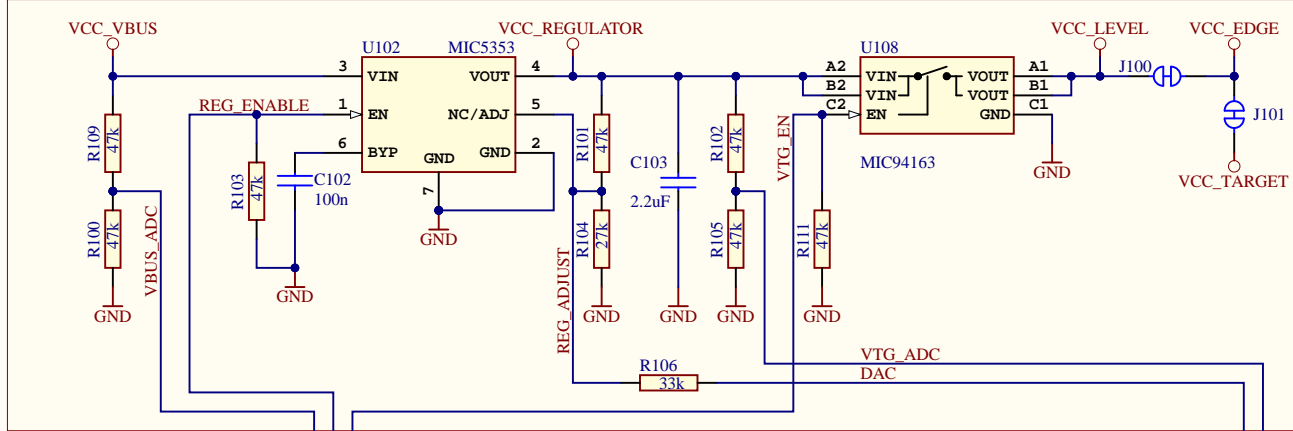 VCC_VBUS
VCC_REGULATOR
VCC_LEVEL
VCC_EDGE
U102
MIC5353
U108
3
VIN
VOUT
4
A2
VIN
VOUT
A1
J100
B2
VIN
VOUT
B1
REG_ENABLE
1
EN
NC/ADJ
5
C2
EN
GND
C1
J101
R109
47k
R101
47k
R102
47k
VTG_EN
6
BYP
GND
GND
2
MIC94163
GND
VCC_TARGET
R103
47k
C102
100n
7
C103
2.2uF
R100
47k
VBUS_ADC
GND
R104
27k
R105
47k
R111
47k
GND
GND
REG_ADJUST
GND
GND
GND
GND
R106
33k
VTG_ADC
DAC